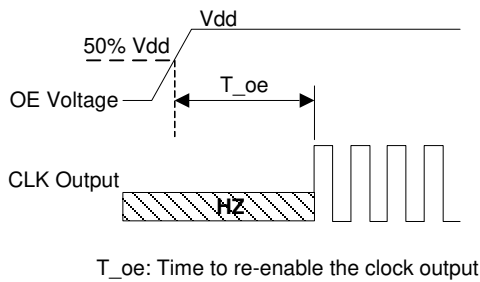 Vdd
50% Vdd
T_oe
OE Voltage
CLK Output
HZ
T_oe: Time to re-enable the clock output